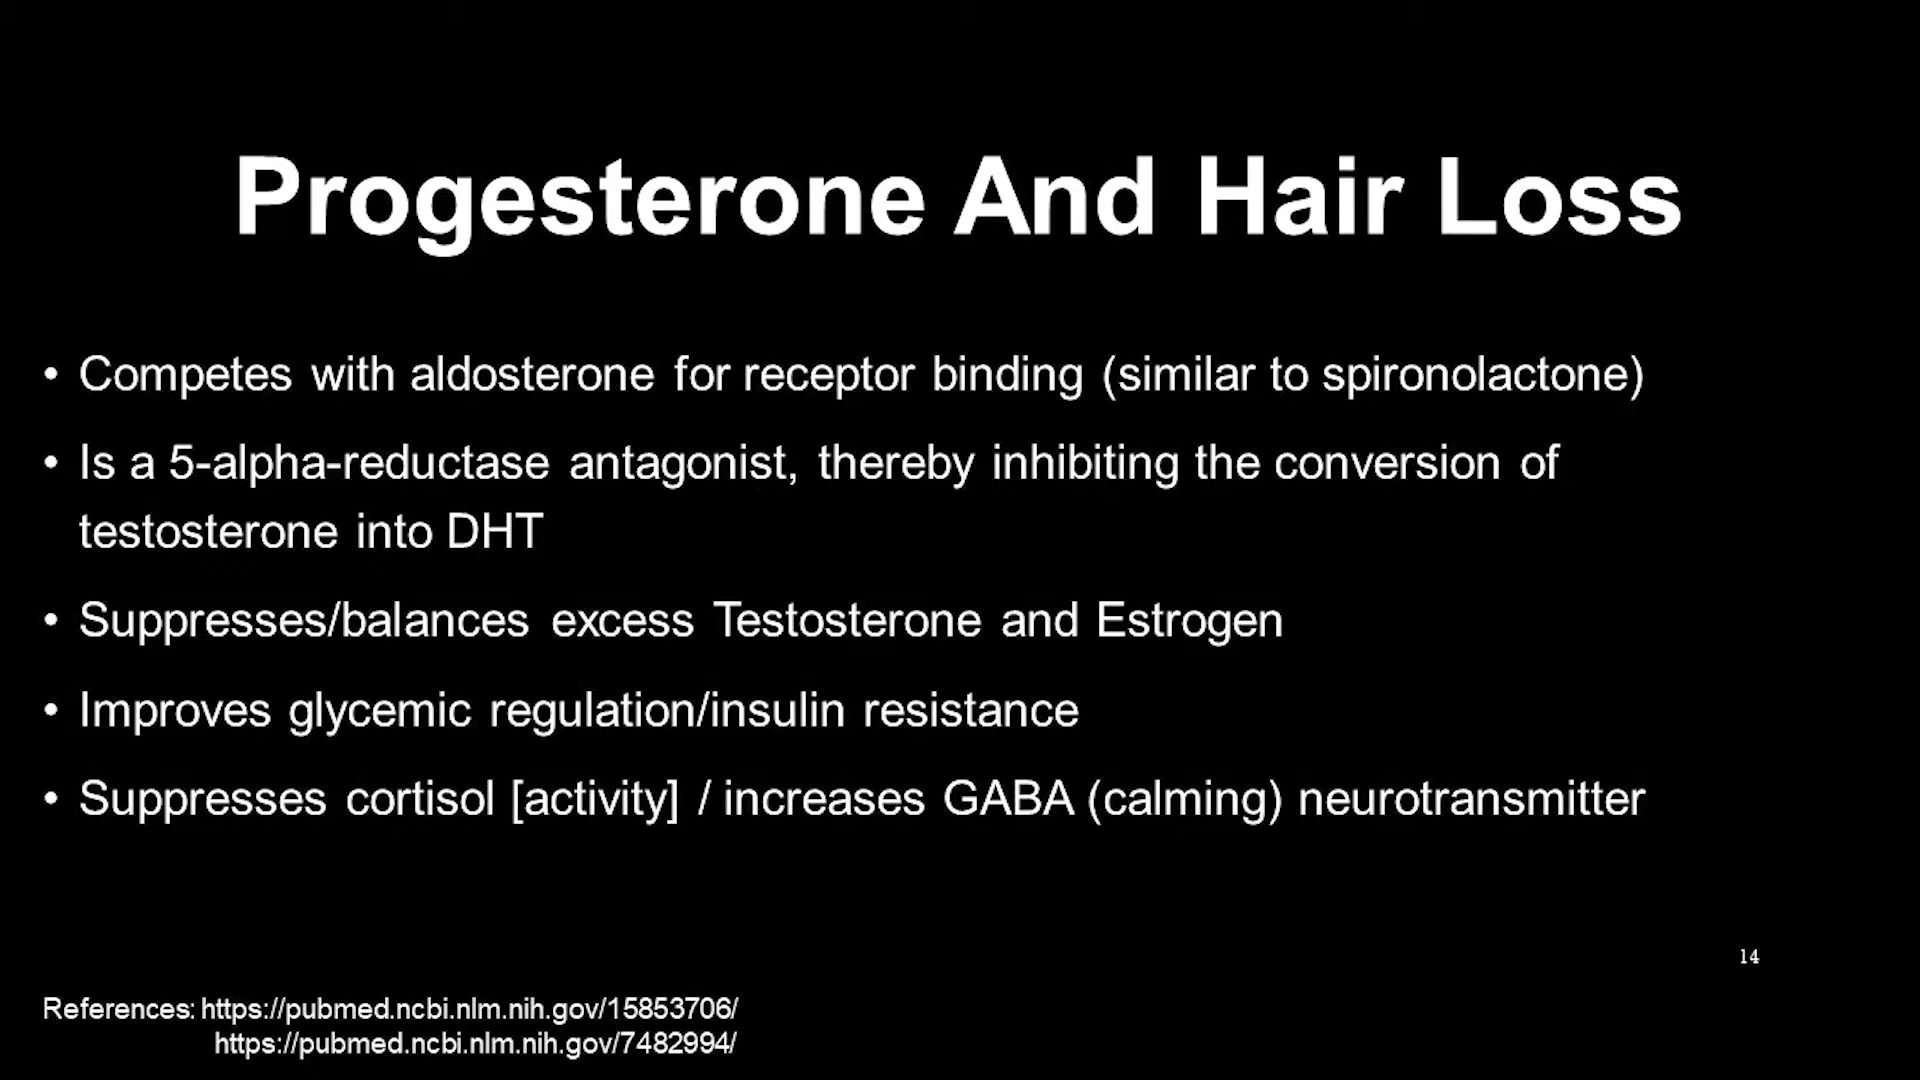 Progesterone And Hair Loss
• Competes with aldosterone for receptor binding (similar to spironolactone)
• Is a 5-alpha-reductase antagonist, thereby inhibiting the conversion of
testosterone into DHT
• Suppresses/balances excess Testosterone and Estrogen
• Improves glycemic regulation/insulin resistance
• Suppresses cortisol [activity] / increases GABA (calming) neurotransmitter
14
References: https://pubmed.ncbi.nlm.nih.gov/15853706/
https://pubmed.ncbi.nlm.nih.gov/7482994/